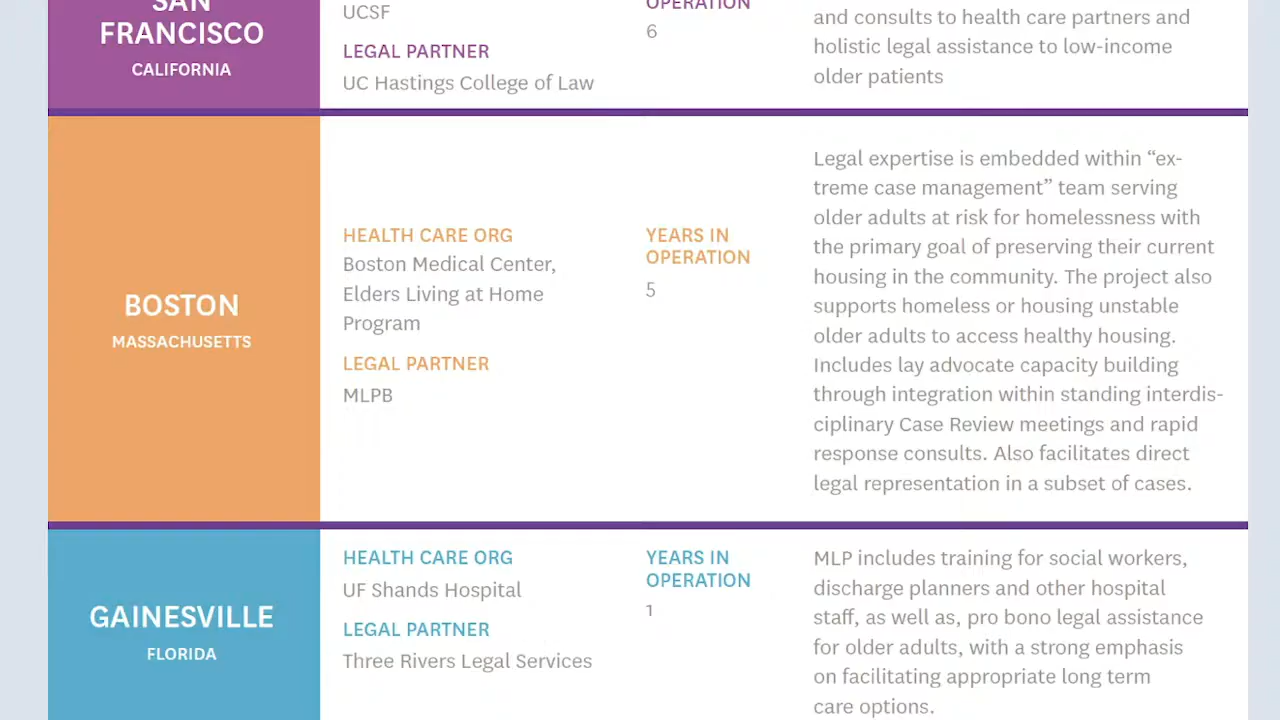 SAN
FRANCISCO
CALIFORNIA
UCSF
LEGAL PARTNER
UC Hastings College of Law
OPERATION
6
and consults to health care partners and
holistic legal assistance to low-income
older patients
BOSTON
MASSACHUSETTS
HEALTH CARE ORG
Boston Medical Center,
Elders Living at Home
Program
LEGAL PARTNER
MLPB
YEARS IN
OPERATION
5
Legal expertise is embedded within “ex-
treme case management” team serving
older adults at risk for homelessness with
the primary goal of preserving their current
housing in the community. The project also
supports homeless or housing unstable
older adults to access healthy housing.
Includes lay advocate capacity building
through integration within standing interdis-
ciplinary Case Review meetings and rapid
response consults. Also facilitates direct
legal representation in a subset of cases.
GAINESVILLE
FLORIDA
HEALTH CARE ORG
UF Shands Hospital
LEGAL PARTNER
Three Rivers Legal Services
YEARS IN
OPERATION
1
MLP includes training for social workers,
discharge planners and other hospital
staff, as well as, pro bono legal assistance
for older adults, with a strong emphasis
on facilitating appropriate long term
care options.